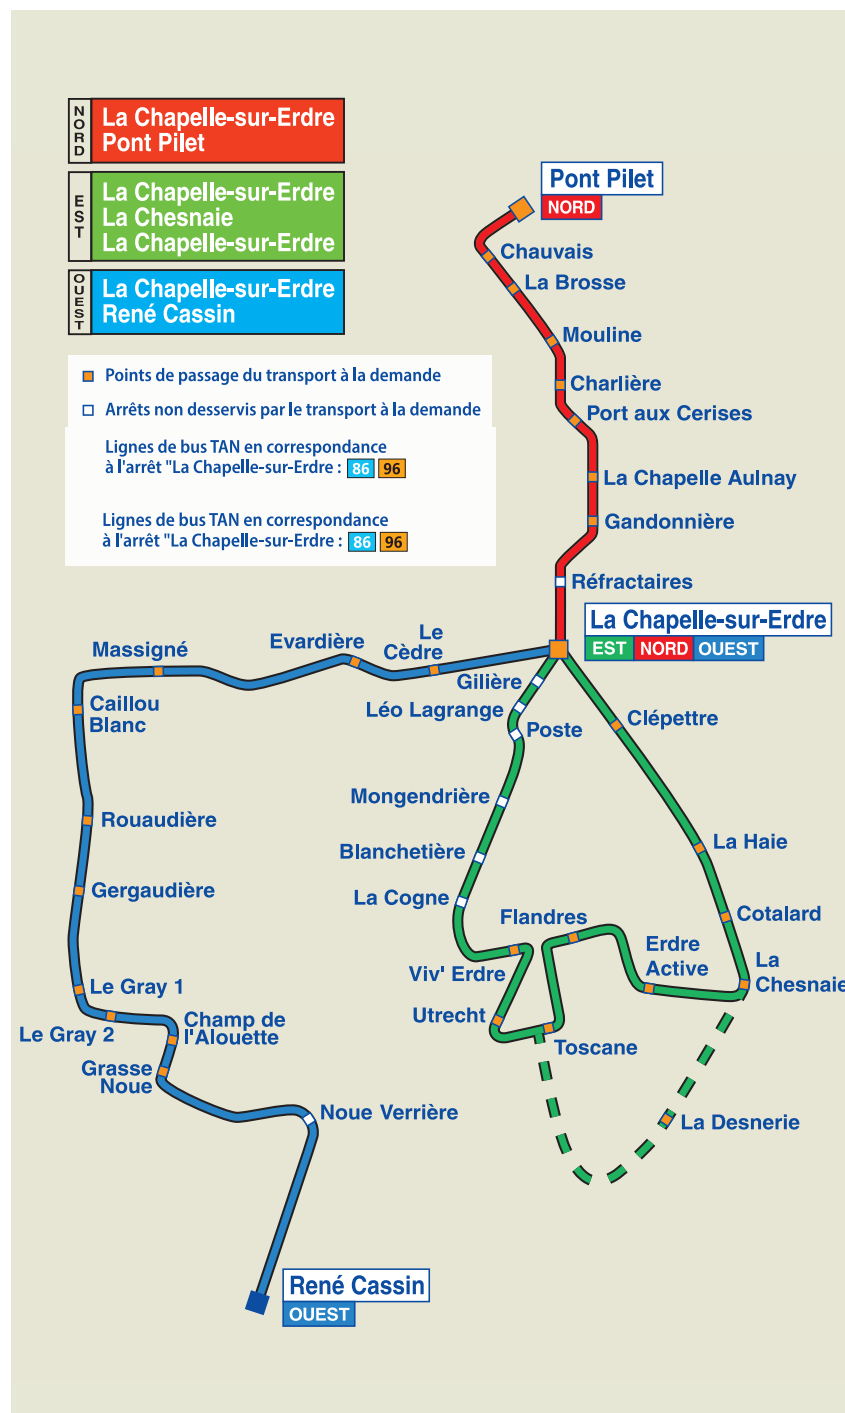 NORD
La Chapelle-sur-Erdre
Pont Pilet
EST
La Chapelle-sur-Erdre
La Chesnaie
La Chapelle-sur-Erdre
OUEST
La Chapelle-sur-Erdre
René Cassin
Points de passage du transport à la demande
Arrêts non desservis par le transport à la demande
Lignes de bus TAN en correspondance
à l'arrêt "La Chapelle-sur-Erdre : 86 96
Lignes de bus TAN en correspondance
à l'arrêt "La Chapelle-sur-Erdre : 86 96
Pont Pilet
NORD
Chauvais
La Brosse
Mouline
Charlière
Port aux Cerises
La Chapelle Aulnay
Gandonnière
Réfractaires
La Chapelle-sur-Erdre
EST NORD OUEST
Le
Cèdre
Evardière
Massigné
Caillou
Blanc
Rouaudière
Gergaudière
Le Gray 1
Le Gray 2
Champ de
l'Alouette
Grasse
Noue
Noue Verrière
René Cassin
OUEST
Gilière
Léo Lagrange
Poste
Mongendrière
Blanchetière
La Cogne
Viv' Erdre
Utrecht
Toscane
Flandres
Erdre
Active
La
Chesnaie
Cotalard
La Haie
Clépettre
La Desnerie